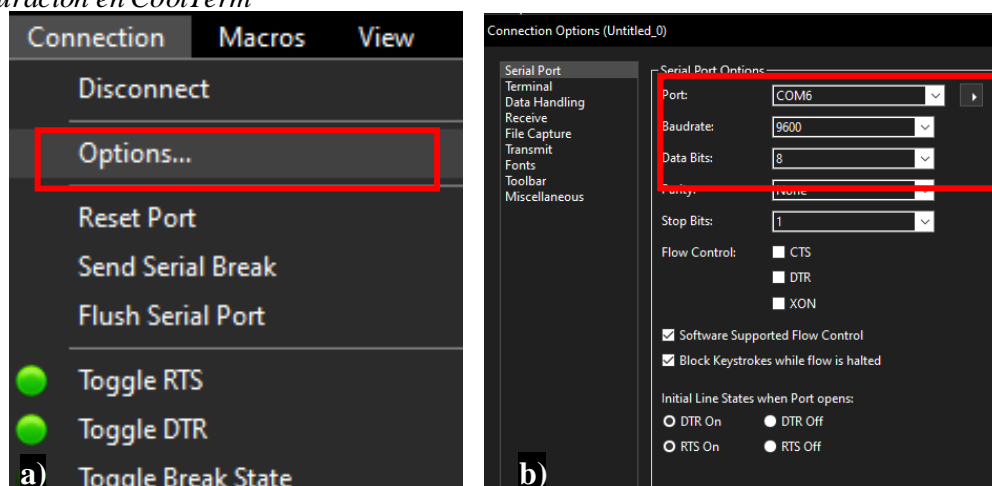 uración en CoolTerm
Connection Macros View
Disconnect
Options...
Reset Port
Send Serial Break
Flush Serial Port
Toggle RTS
Toggle DTR
Toggle Break State
a)
Connection Options (Untitled_0)
Serial Port
Terminal
Data Handling
Receive
File Capture
Transmit
Fonts
Toolbar
Miscellaneous
Serial Port Options
Port: COM6
Baudrate: 9600
Data Bits: 8
Parity: None
Stop Bits: 1
Flow Control: CTS
DTR
XON
Software Supported Flow Control
Block Keystrokes while flow is halted
Initial Line States when Port opens:
DTR On DTR Off
RTS On RTS Off
b)